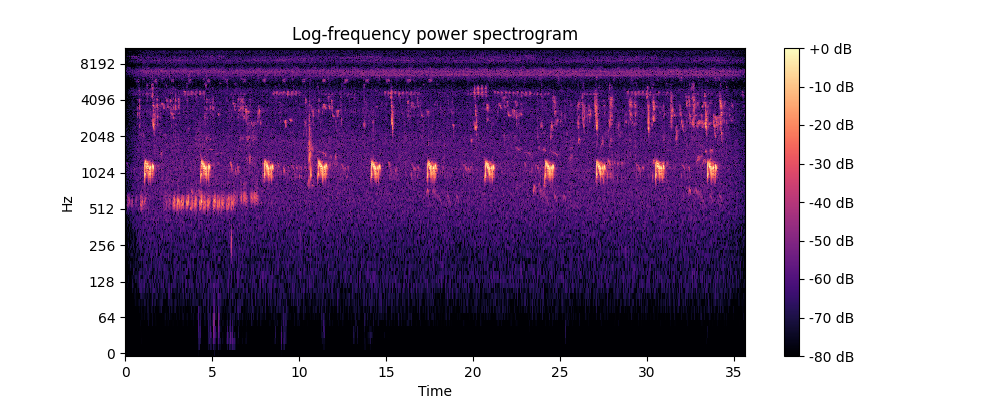 Log-frequency power spectrogram
Hz
8192
4096
2048
1024
512
256
128
64
0
0 5 10 15 20 25 30 35
Time
+0 dB
-10 dB
-20 dB
-30 dB
-40 dB
-50 dB
-60 dB
-70 dB
-80 dB